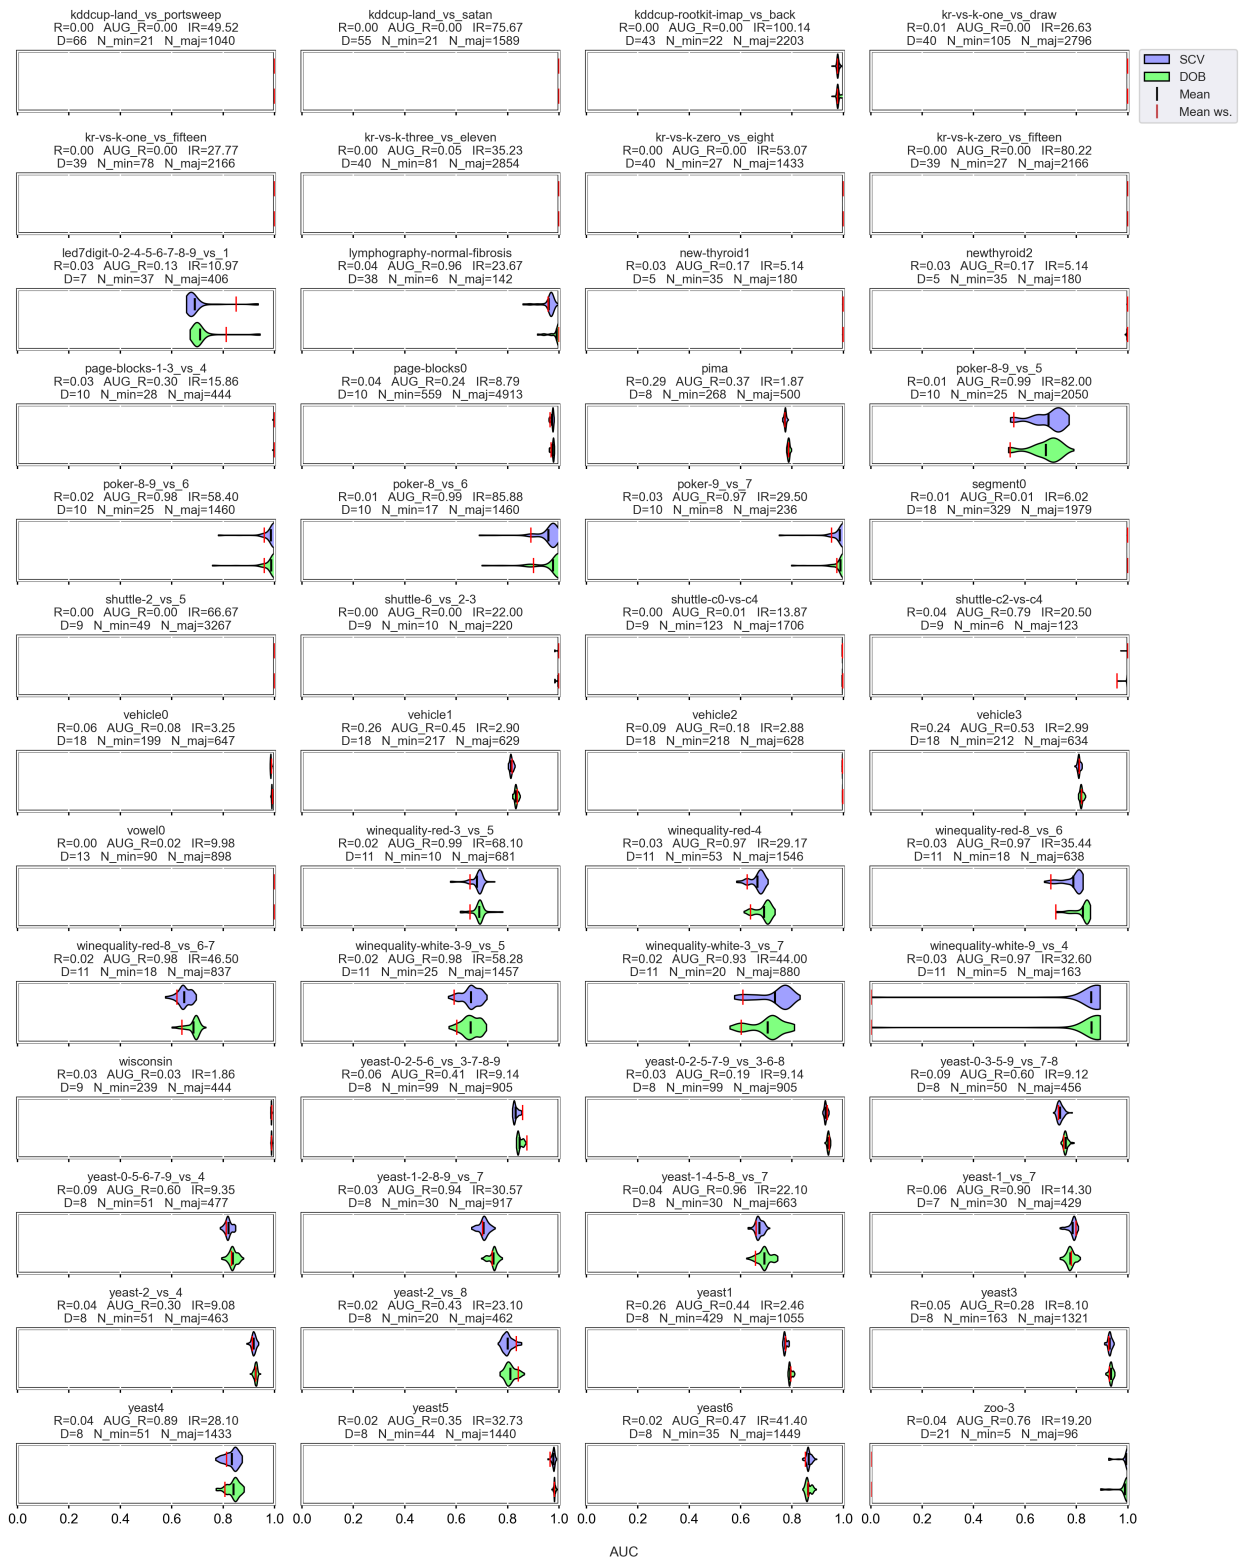 kddcup-land_vs_portsweep
R=0.00 AUG_R=0.00 IR=49.52
D=66 N_min=21 N_maj=1040
kddcup-land_vs_satan
R=0.00 AUG_R=0.00 IR=75.67
D=55 N_min=21 N_maj=1589
kddcup-rootkit-imap_vs_back
R=0.00 AUG_R=0.00 IR=100.14
D=43 N_min=22 N_maj=2203
kr-vs-k-one_vs_draw
R=0.01 AUG_R=0.00 IR=26.63
D=40 N_min=105 N_maj=2796
SCV
DOB
Mean
Mean ws.
kr-vs-k-one_vs_fifteen
R=0.00 AUG_R=0.00 IR=27.77
D=39 N_min=78 N_maj=2166
kr-vs-k-three_vs_eleven
R=0.00 AUG_R=0.05 IR=35.23
D=40 N_min=81 N_maj=2854
kr-vs-k-zero_vs_eight
R=0.00 AUG_R=0.00 IR=53.07
D=40 N_min=27 N_maj=1433
kr-vs-k-zero_vs_fifteen
R=0.00 AUG_R=0.00 IR=80.22
D=39 N_min=27 N_maj=2166
led7digit-0-2-4-5-6-7-8-9_vs_1
R=0.03 AUG_R=0.13 IR=10.97
D=7 N_min=37 N_maj=406
lymphography-normal-fibrosis
R=0.04 AUG_R=0.96 IR=23.67
D=38 N_min=6 N_maj=142
new-thyroid1
R=0.03 AUG_R=0.17 IR=5.14
D=5 N_min=35 N_maj=180
newthyroid2
R=0.03 AUG_R=0.17 IR=5.14
D=5 N_min=35 N_maj=180
page-blocks-1-3_vs_4
R=0.03 AUG_R=0.30 IR=15.86
D=10 N_min=28 N_maj=444
page-blocks0
R=0.04 AUG_R=0.24 IR=8.79
D=10 N_min=559 N_maj=4913
pima
R=0.29 AUG_R=0.37 IR=1.87
D=8 N_min=268 N_maj=500
poker-8-9_vs_5
R=0.01 AUG_R=0.99 IR=82.00
D=10 N_min=25 N_maj=2050
poker-8-9_vs_6
R=0.02 AUG_R=0.98 IR=58.40
D=10 N_min=25 N_maj=1460
poker-8_vs_6
R=0.01 AUG_R=0.99 IR=85.88
D=10 N_min=17 N_maj=1460
poker-9_vs_7
R=0.03 AUG_R=0.97 IR=29.50
D=10 N_min=8 N_maj=236
segment0
R=0.01 AUG_R=0.01 IR=6.02
D=18 N_min=329 N_maj=1979
shuttle-2_vs_5
R=0.00 AUG_R=0.00 IR=66.67
D=9 N_min=49 N_maj=3267
shuttle-6_vs_2-3
R=0.00 AUG_R=0.00 IR=22.00
D=9 N_min=10 N_maj=220
shuttle-c0-vs-c4
R=0.00 AUG_R=0.01 IR=13.87
D=9 N_min=123 N_maj=1706
shuttle-c2-vs-c4
R=0.04 AUG_R=0.79 IR=20.50
D=9 N_min=6 N_maj=123
vehicle0
R=0.06 AUG_R=0.08 IR=3.25
D=18 N_min=199 N_maj=647
vehicle1
R=0.26 AUG_R=0.45 IR=2.90
D=18 N_min=217 N_maj=629
vehicle2
R=0.09 AUG_R=0.18 IR=2.88
D=18 N_min=218 N_maj=628
vehicle3
R=0.24 AUG_R=0.53 IR=2.99
D=18 N_min=212 N_maj=634
vowel0
R=0.00 AUG_R=0.02 IR=9.98
D=13 N_min=90 N_maj=898
winequality-red-3_vs_5
R=0.02 AUG_R=0.99 IR=68.10
D=11 N_min=10 N_maj=681
winequality-red-4
R=0.03 AUG_R=0.97 IR=29.17
D=11 N_min=53 N_maj=1546
winequality-red-8_vs_6
R=0.03 AUG_R=0.97 IR=35.44
D=11 N_min=18 N_maj=638
winequality-red-8_vs_6-7
R=0.02 AUG_R=0.98 IR=46.50
D=11 N_min=18 N_maj=837
winequality-white-3-9_vs_5
R=0.02 AUG_R=0.98 IR=58.28
D=11 N_min=25 N_maj=1457
winequality-white-3_vs_7
R=0.02 AUG_R=0.93 IR=44.00
D=11 N_min=20 N_maj=880
winequality-white-9_vs_4
R=0.03 AUG_R=0.97 IR=32.60
D=11 N_min=5 N_maj=163
wisconsin
R=0.03 AUG_R=0.03 IR=1.86
D=9 N_min=239 N_maj=444
yeast-0-2-5-6_vs_3-7-8-9
R=0.06 AUG_R=0.41 IR=9.14
D=8 N_min=99 N_maj=905
yeast-0-2-5-7-9_vs_3-6-8
R=0.03 AUG_R=0.19 IR=9.14
D=8 N_min=99 N_maj=905
yeast-0-3-5-9_vs_7-8
R=0.09 AUG_R=0.60 IR=9.12
D=8 N_min=50 N_maj=456
yeast-0-5-6-7-9_vs_4
R=0.09 AUG_R=0.60 IR=9.35
D=8 N_min=51 N_maj=477
yeast-1-2-8-9_vs_7
R=0.03 AUG_R=0.94 IR=30.57
D=8 N_min=30 N_maj=917
yeast-1-4-5-8_vs_7
R=0.04 AUG_R=0.96 IR=22.10
D=8 N_min=30 N_maj=663
yeast-1_vs_7
R=0.06 AUG_R=0.90 IR=14.30
D=7 N_min=30 N_maj=429
yeast-2_vs_4
R=0.04 AUG_R=0.30 IR=9.08
D=8 N_min=51 N_maj=463
yeast-2_vs_8
R=0.02 AUG_R=0.43 IR=23.10
D=8 N_min=20 N_maj=462
yeast1
R=0.26 AUG_R=0.44 IR=2.46
D=8 N_min=429 N_maj=1055
yeast3
R=0.05 AUG_R=0.28 IR=8.10
D=8 N_min=163 N_maj=1321
yeast4
R=0.04 AUG_R=0.89 IR=28.10
D=8 N_min=51 N_maj=1433
yeast5
R=0.02 AUG_R=0.35 IR=32.73
D=8 N_min=44 N_maj=1440
yeast6
R=0.02 AUG_R=0.47 IR=41.40
D=8 N_min=35 N_maj=1449
zoo-3
R=0.04 AUG_R=0.76 IR=19.20
D=21 N_min=5 N_maj=96
0.0 0.2 0.4 0.6 0.8 1.0
0.0 0.2 0.4 0.6 0.8 1.0
0.0 0.2 0.4 0.6 0.8 1.0
0.0 0.2 0.4 0.6 0.8 1.0
AUC